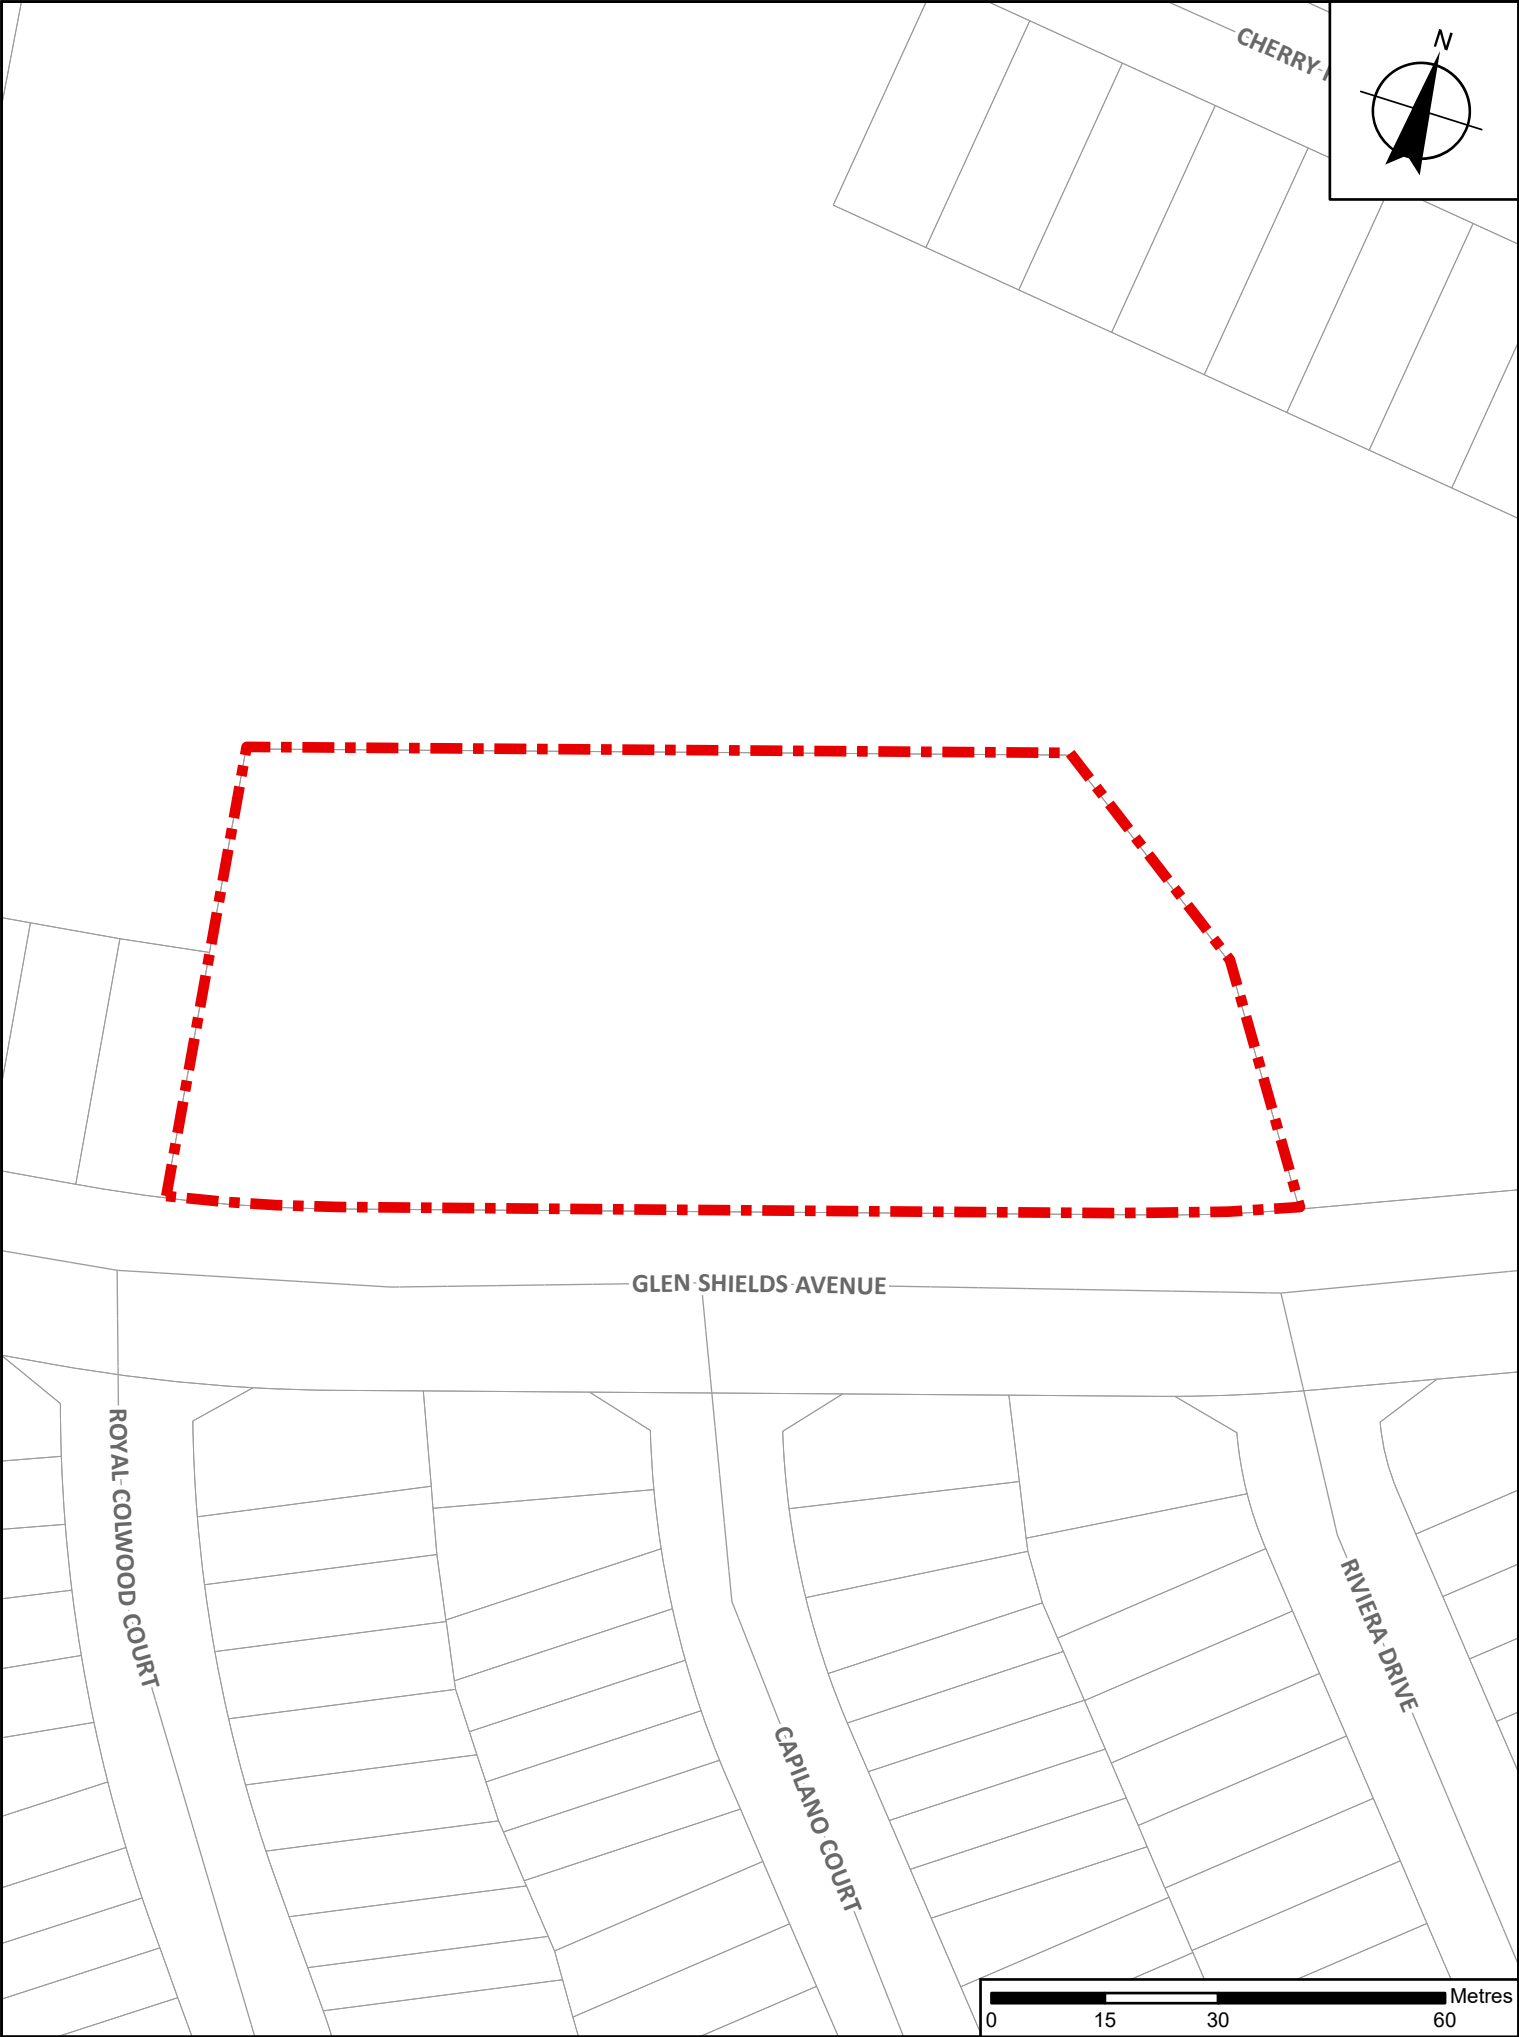 CHERRY
N
GLEN SHIELDS AVENUE
ROYAL COLWOOD COURT
RIVIERA DRIVE
CAPILANO COURT
Metres
0 15 30 60